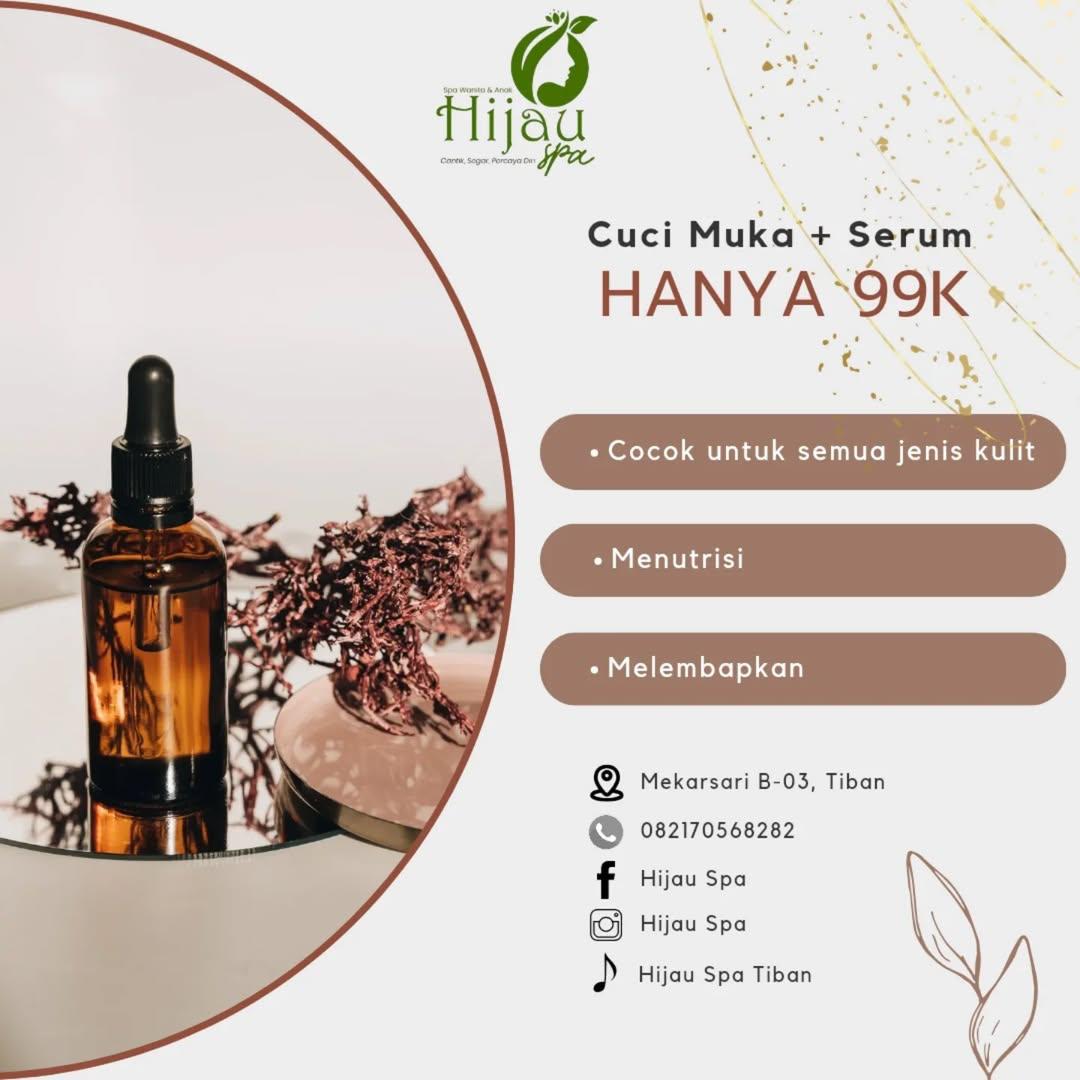 Spa Wanita & Anak
Hijau
spa
Cantik, Segar, Percaya Diri
Cuci Muka + Serum
HANYA 99K
• Cocok untuk semua jenis kulit
• Menutrisi
• Melembapkan
Mekarsari B-03, Tiban
082170568282
Hijau Spa
Hijau Spa
Hijau Spa Tiban